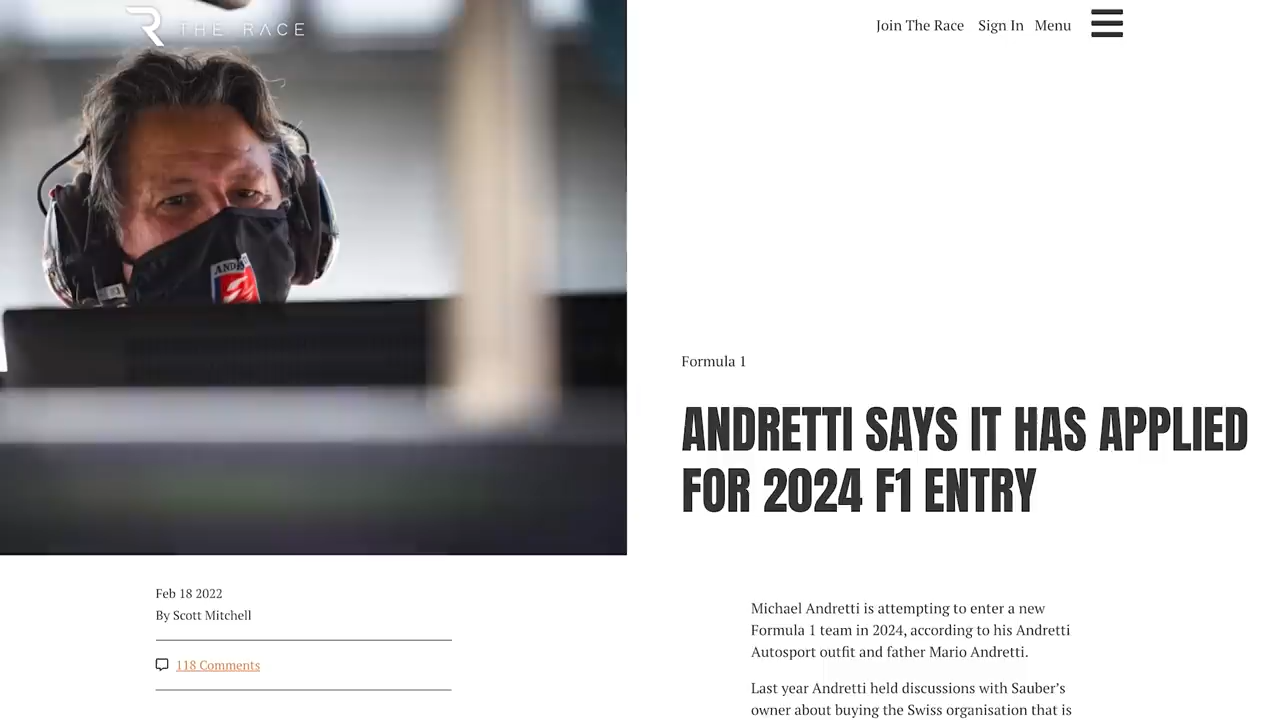 THE RACE
Join The Race Sign In Menu
Formula 1
ANDRETTI SAYS IT HAS APPLIED
FOR 2024 F1 ENTRY
Feb 18 2022
By Scott Mitchell
118 Comments
Michael Andretti is attempting to enter a new
Formula 1 team in 2024, according to his Andretti
Autosport outfit and father Mario Andretti.
Last year Andretti held discussions with Sauber’s
owner about buying the Swiss organisation that is